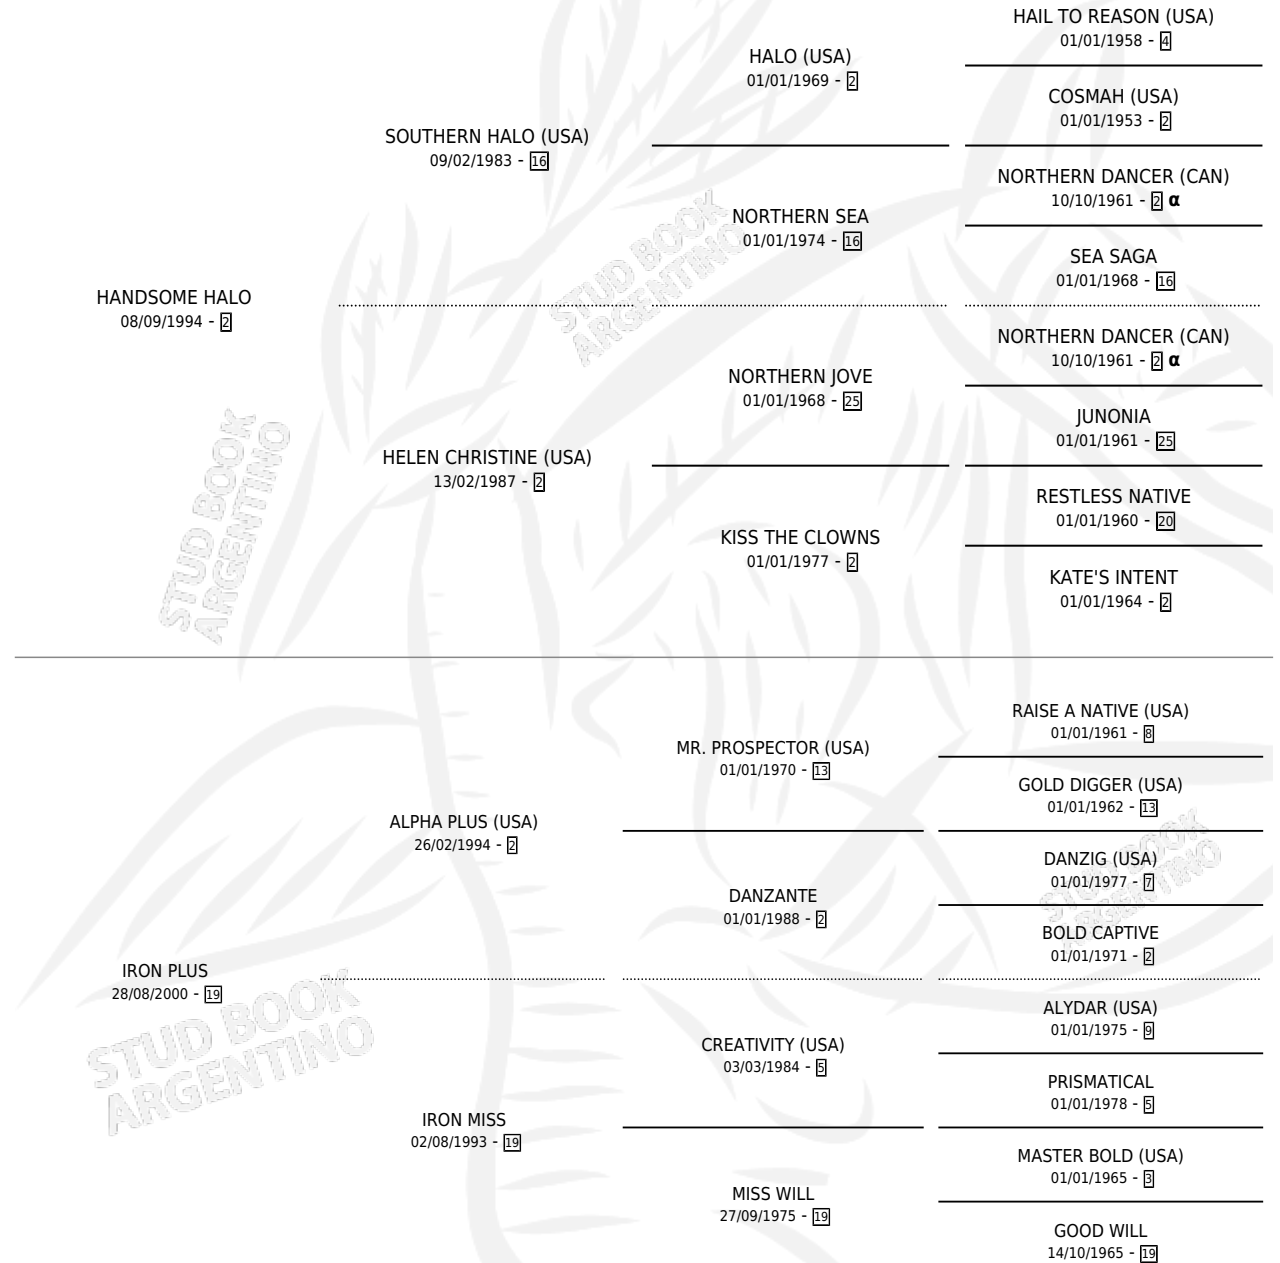 HANDSOME HALO
08/09/1994 - 2
SOUTHERN HALO (USA)
09/02/1983 - 16
HALO (USA)
01/01/1969 - 2
HAIL TO REASON (USA)
01/01/1958 - 4
COSMAH (USA)
01/01/1953 - 2
NORTHERN SEA
01/01/1974 - 16
NORTHERN DANCER (CAN)
10/10/1961 - 2 α
SEA SAGA
01/01/1968 - 16
HELEN CHRISTINE (USA)
13/02/1987 - 2
NORTHERN JOVE
01/01/1968 - 25
NORTHERN DANCER (CAN)
10/10/1961 - 2 α
JUNONIA
01/01/1961 - 25
KISS THE CLOWNS
01/01/1977 - 2
RESTLESS NATIVE
01/01/1960 - 20
KATE'S INTENT
01/01/1964 - 2
IRON PLUS
28/08/2000 - 19
ALPHA PLUS (USA)
26/02/1994 - 2
MR. PROSPECTOR (USA)
01/01/1970 - 13
RAISE A NATIVE (USA)
01/01/1961 - 8
GOLD DIGGER (USA)
01/01/1962 - 13
DANZANTE
01/01/1988 - 2
DANZIG (USA)
01/01/1977 - 7
BOLD CAPTIVE
01/01/1971 - 2
IRON MISS
02/08/1993 - 19
CREATIVITY (USA)
03/03/1984 - 5
ALYDAR (USA)
01/01/1975 - 9
PRISMATICAL
01/01/1978 - 5
MISS WILL
27/09/1975 - 19
MASTER BOLD (USA)
01/01/1965 - 3
GOOD WILL
14/10/1965 - 19
STUD BOOK
ARGENTINO
STUD BOOK
ARGENTINO
STUD BOOK
ARGENTINO
STUD BOOK
ARGENTINO